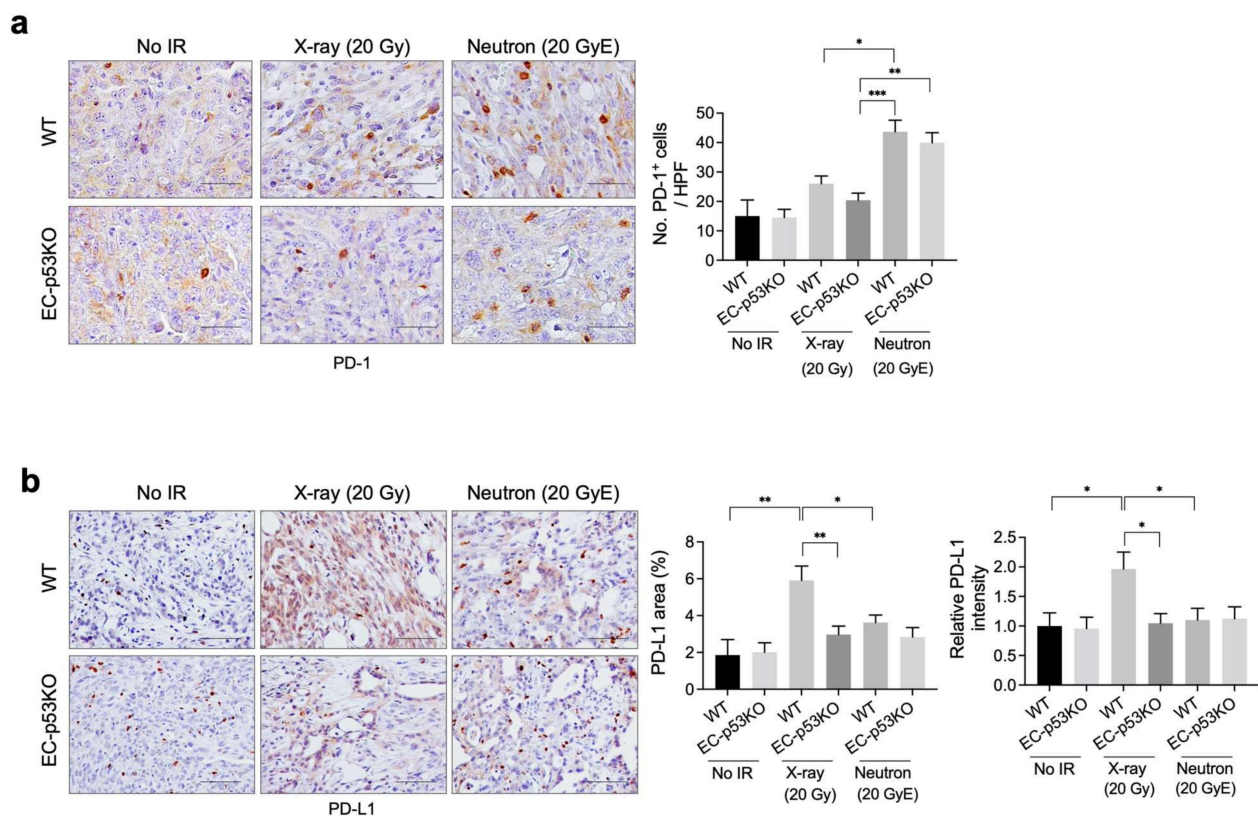 a
No IR
X-ray (20 Gy)
Neutron (20 GyE)
WT
EC-p53KO
PD-1
*
**
***
No. PD-1+ cells
/ HPF
50
40
30
20
10
0
WT
EC-p53KO
WT
EC-p53KO
WT
EC-p53KO
No IR
X-ray
(20 Gy)
Neutron
(20 GyE)
b
No IR
X-ray (20 Gy)
Neutron (20 GyE)
WT
EC-p53KO
PD-L1
**
*
**
PD-L1 area (%)
8
6
4
2
0
WT
EC-p53KO
WT
EC-p53KO
WT
EC-p53KO
No IR
X-ray
(20 Gy)
Neutron
(20 GyE)
*
*
*
Relative PD-L1
intensity
2.5
2.0
1.5
1.0
0.5
0.0
WT
EC-p53KO
WT
EC-p53KO
WT
EC-p53KO
No IR
X-ray
(20 Gy)
Neutron
(20 GyE)